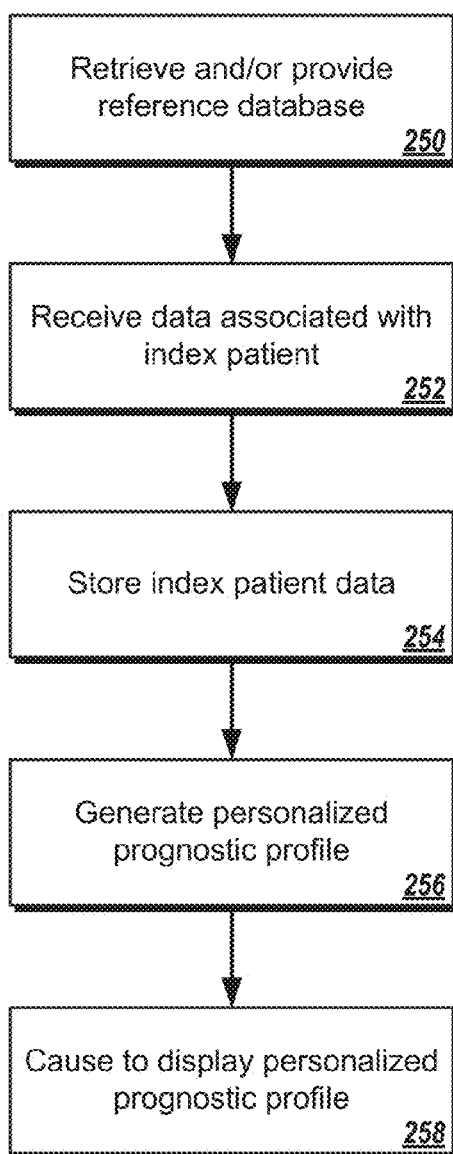 Retrieve and/or provide
reference database
250
Receive data associated with
index patient
252
Store index patient data
254
Generate personalized
prognostic profile
256
Cause to display personalized
prognostic profile
258